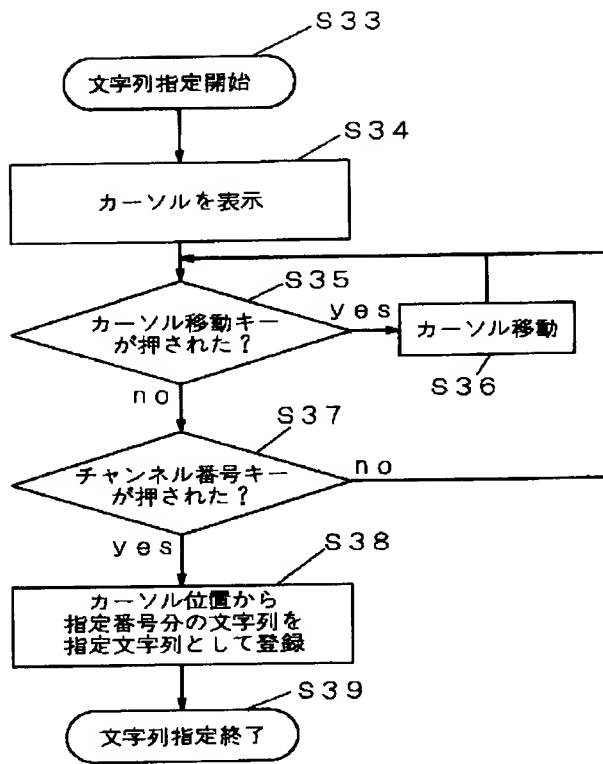 S33
文字列指定開始
S34
カーソルを表示
S35
カーソル移動キー
が押された?
yes
カーソル移動
S36
no
S37
チャンネル番号キー
が押された?
no
yes
S38
カーソル位置から
指定番号分の文字列を
指定文字列として登録
S39
文字列指定終了